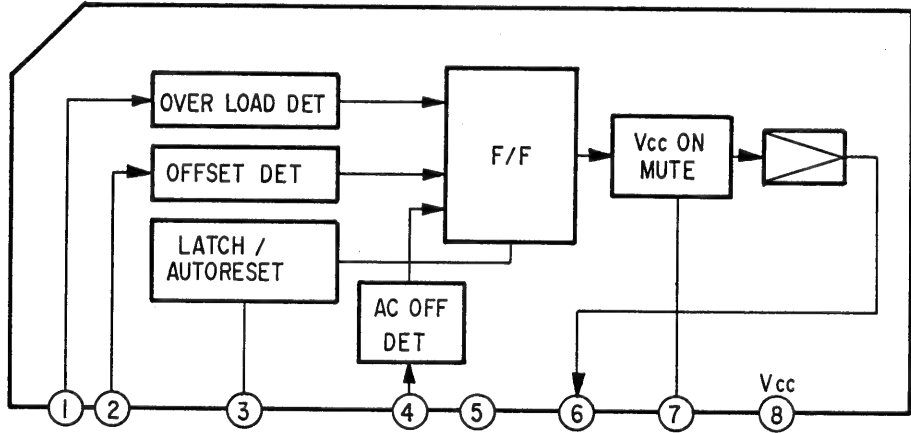 OVER LOAD DET
OFFSET DET
LATCH /
AUTORESET
F/F
Vcc ON
MUTE
AC OFF
DET
Vcc
1
2
3
4
5
6
7
8